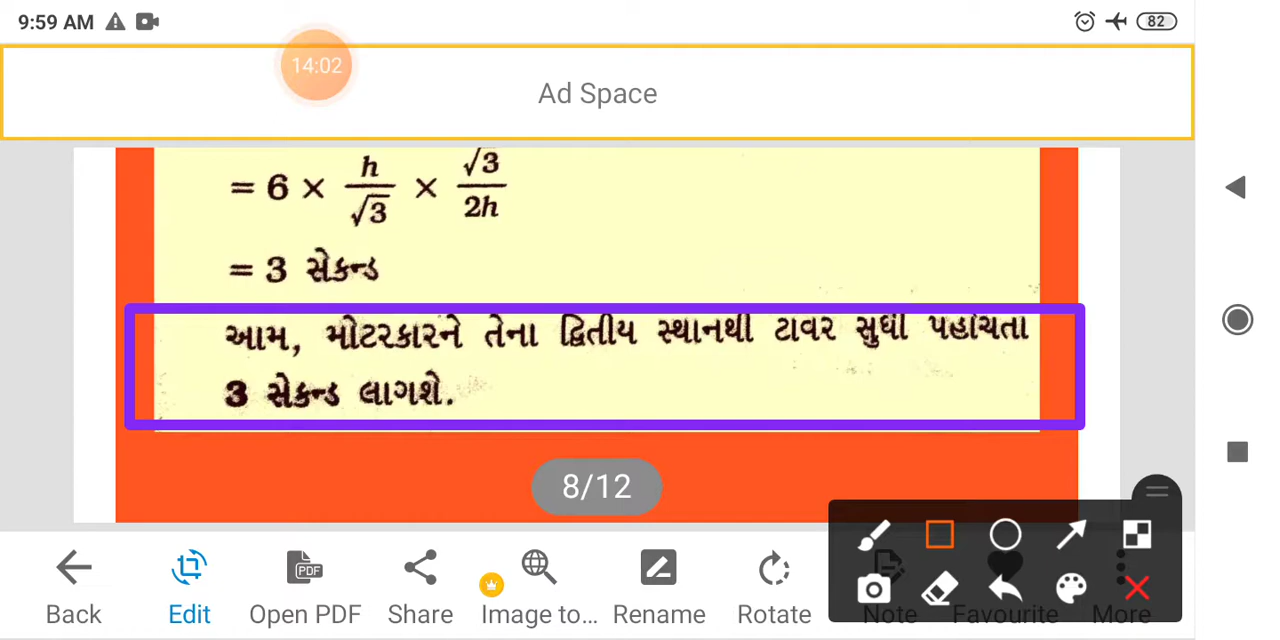 9:59 AM 82
14:02
Ad Space
= 6 × h/√3 × √3/2h
= 3 સેકન્ડ
આમ, મોટરકારને તેના દ્વિતીય સ્થાનથી ટાવર સુધી પહોંચતા
3 સેકન્ડ લાગશે.
8/12
PDF
Back Edit Open PDF Share Image to... Rename Rotate Note Favourite More